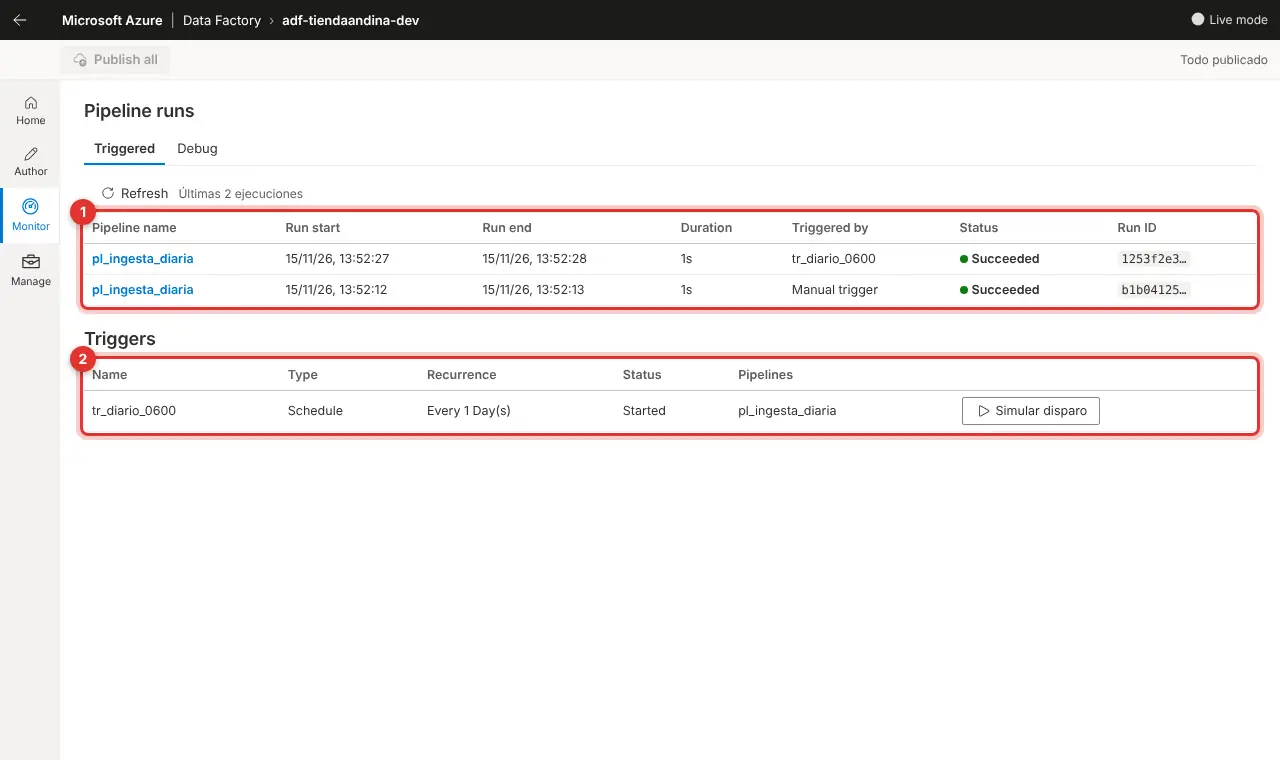 Microsoft Azure | Data Factory › adf-tiendaandina-dev Live mode
Publish all Todo publicado
Home
Author
Monitor
Manage
Pipeline runs
Triggered Debug
Refresh Últimas 2 ejecuciones
1
Pipeline name Run start Run end Duration Triggered by Status Run ID
pl_ingesta_diaria 15/11/26, 13:52:27 15/11/26, 13:52:28 1s tr_diario_0600 Succeeded 1253f2e3…
pl_ingesta_diaria 15/11/26, 13:52:12 15/11/26, 13:52:13 1s Manual trigger Succeeded b1b04125…
Triggers
2
Name Type Recurrence Status Pipelines
tr_diario_0600 Schedule Every 1 Day(s) Started pl_ingesta_diaria Simular disparo